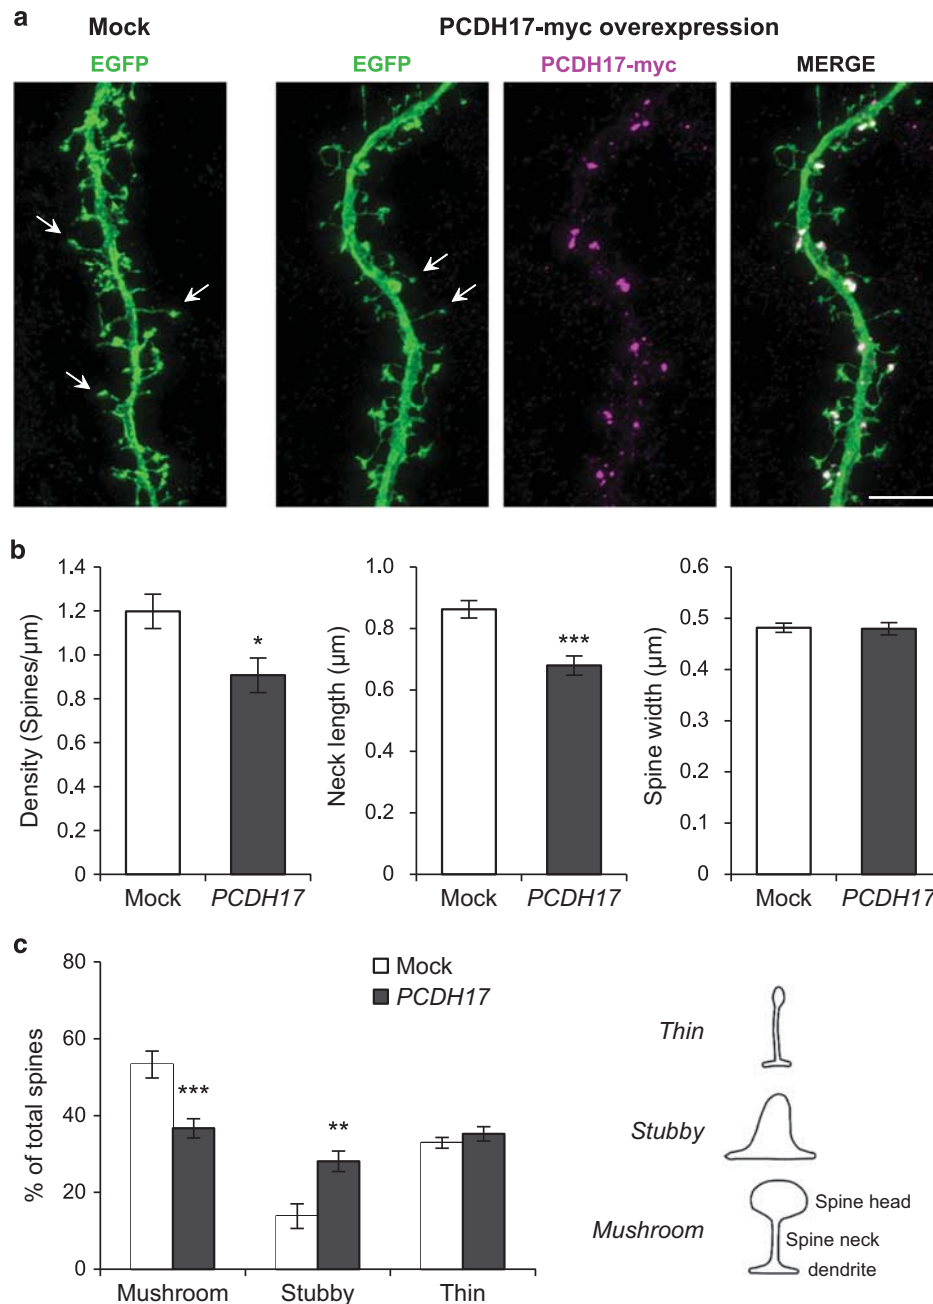 a
Mock
PCDH17-myc overexpression
EGFP
EGFP
PCDH17-myc
MERGE
b
Density (Spines/µm)
1.4
1.2
1.0
0.8
0.6
0.4
0.2
0
*
Mock
PCDH17
Neck length (µm)
1.0
0.8
0.6
0.4
0.2
0
***
Mock
PCDH17
Spine width (µm)
0.6
0.5
0.4
0.3
0.2
0.1
0
Mock
PCDH17
c
% of total spines
80
60
40
20
0
Mock
PCDH17
***
**
Mushroom
Stubby
Thin
Thin
Stubby
Mushroom
Spine head
Spine neck
dendrite